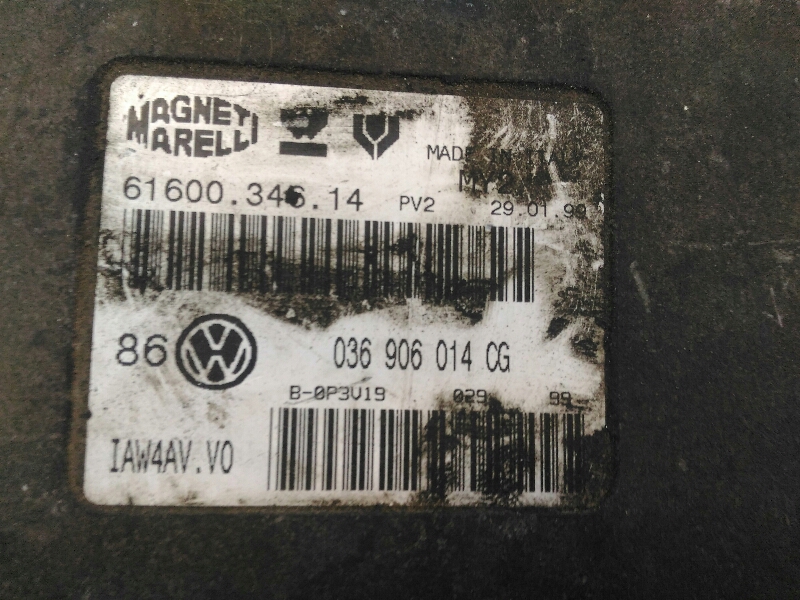 MAGNETI
MARELLI
MADE IN ITALY
61600.346.14 PV2 29.01.99
86 036 906 014 CG
B-0P3V19 029 99
IAW4AV.V0